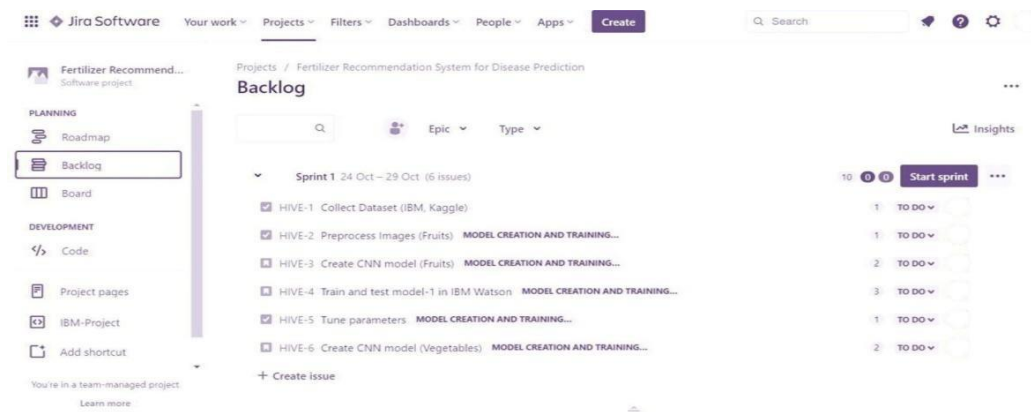 Jira Software Your work Projects Filters Dashboards People Apps Create Search
Fertilizer Recommend...
Software project
PLANNING
Roadmap
Backlog
Board
DEVELOPMENT
Code
Project pages
IBM-Project
Add shortcut
You're in a team-managed project
Learn more
Projects / Fertilizer Recommendation System for Disease Prediction
Backlog
Epic Type Insights
Sprint 1 24 Oct – 29 Oct (6 issues) 10 0 0 Start sprint
HIVE-1 Collect Dataset (IBM, Kaggle) 1 TO DO
HIVE-2 Preprocess Images (Fruits) MODEL CREATION AND TRAINING... 1 TO DO
HIVE-3 Create CNN model (Fruits) MODEL CREATION AND TRAINING... 2 TO DO
HIVE-4 Train and test model-1 in IBM Watson MODEL CREATION AND TRAINING... 3 TO DO
HIVE-5 Tune parameters MODEL CREATION AND TRAINING... 1 TO DO
HIVE-6 Create CNN model (Vegetables) MODEL CREATION AND TRAINING... 2 TO DO
+ Create issue